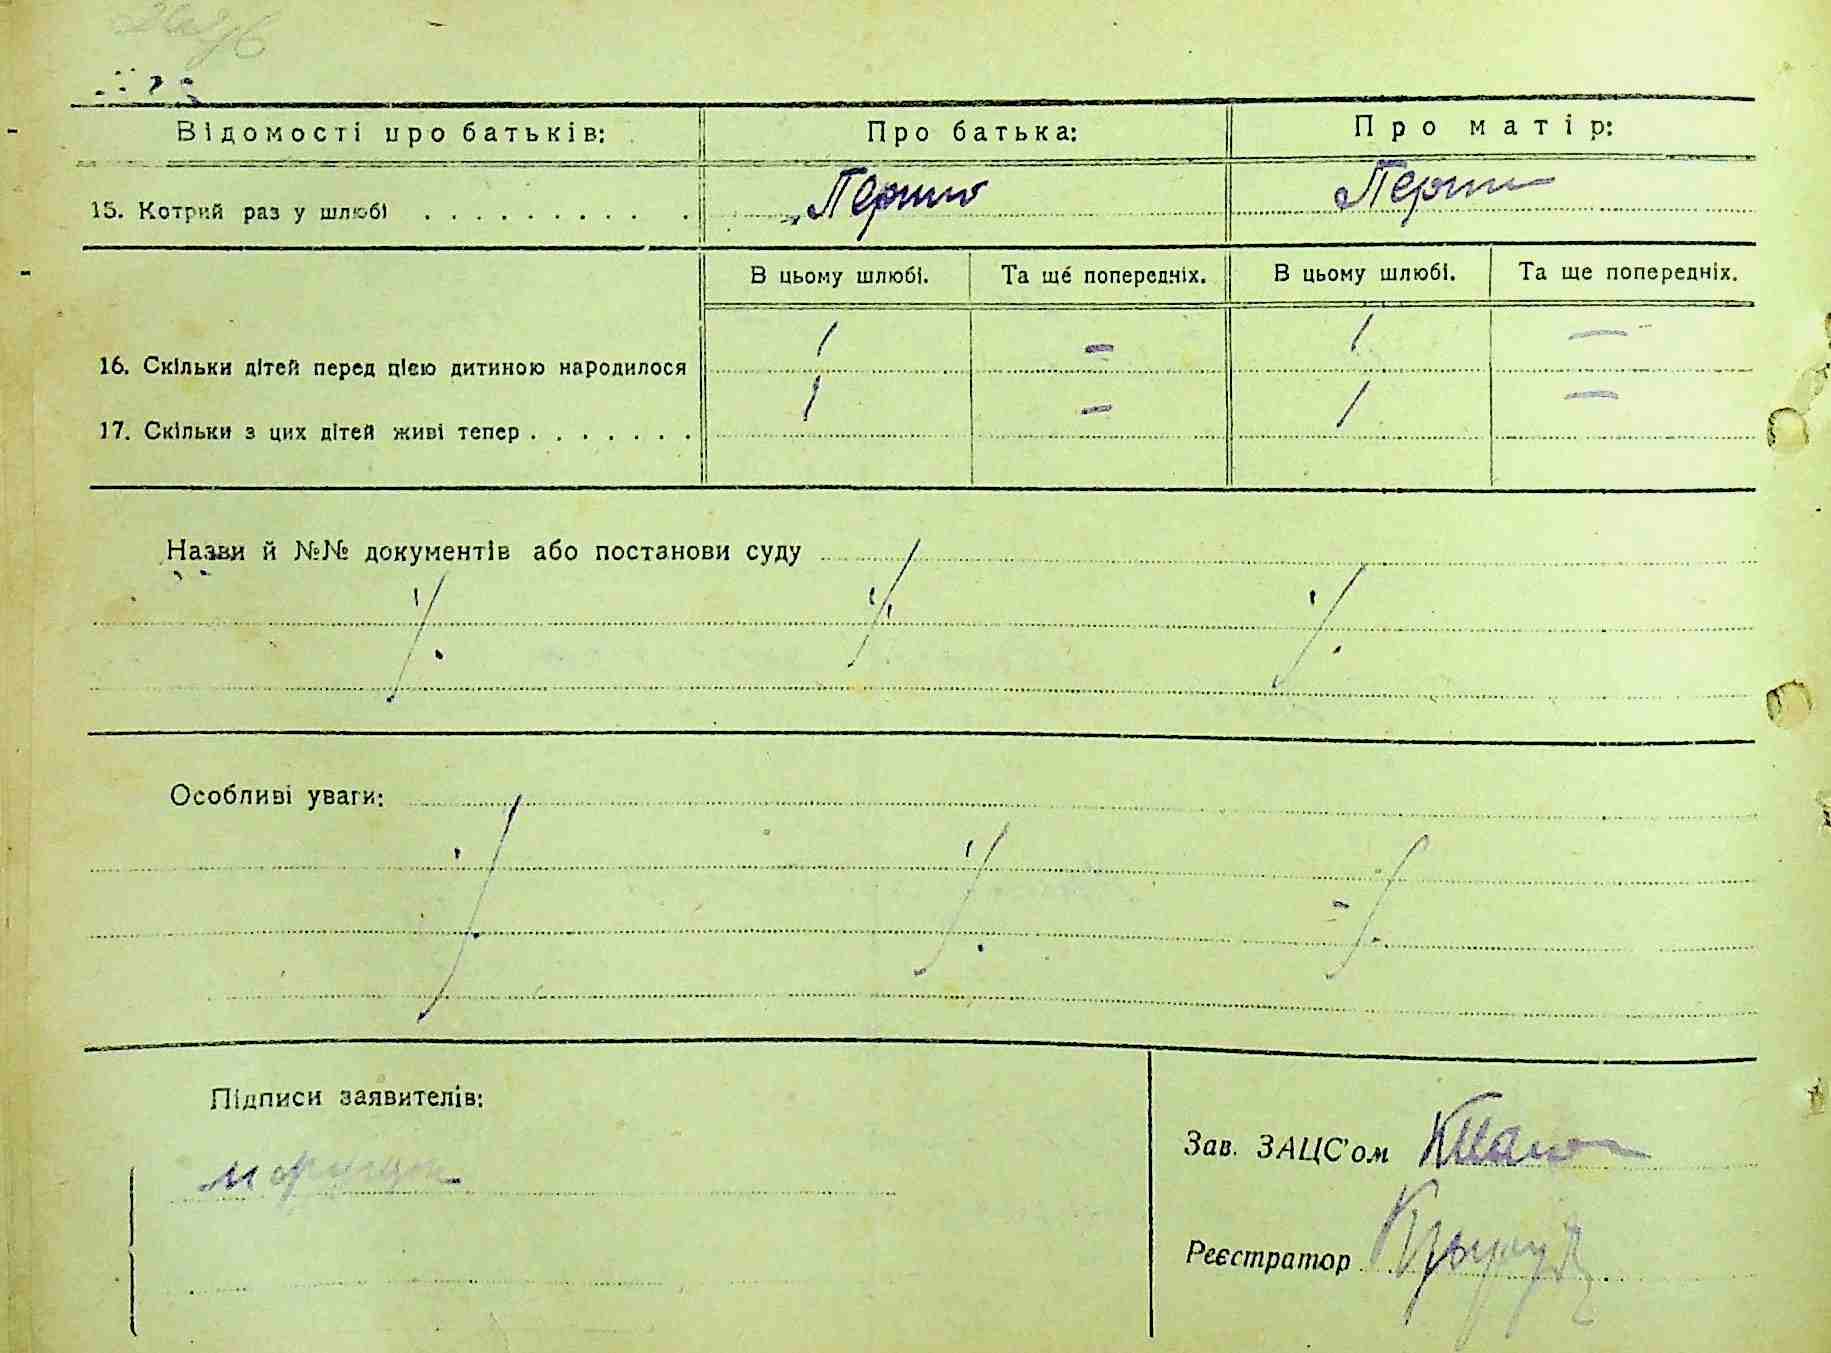 Відомості про батьків: Про батька: Про матір:
15. Котрий раз у шлюбі . . . . . . . . . .
В цьому шлюбі. Та ще попередніх. В цьому шлюбі. Та ще попередніх.
1 – 1 –
16. Скільки дітей перед цією дитиною народилося
1 – 1 –
17. Скільки з цих дітей живі тепер . . . . . . .
Назви й №№ документів або постанови суду
Особливі уваги:
Підписи заявителів:
Зав. ЗАЦС'ом
Реєстратор